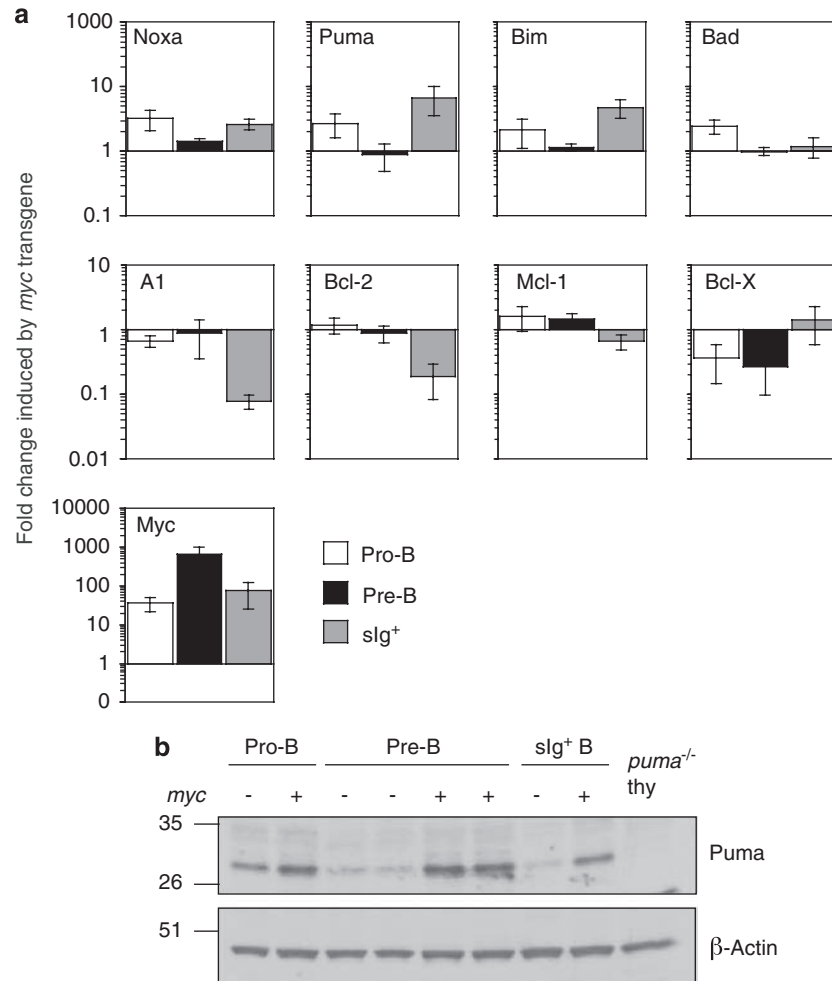 a
Fold change induced by myc transgene
Noxa Puma Bim Bad
1000
100
10
1
0.1
A1 Bcl-2 Mcl-1 Bcl-X
10
1
0.1
0.01
Myc
10000
1000
100
10
1
0
Pro-B
Pre-B
sIg+
b
Pro-B Pre-B sIg+ B puma-/- thy
myc - + - - + + - +
35
26
Puma
51
β-Actin